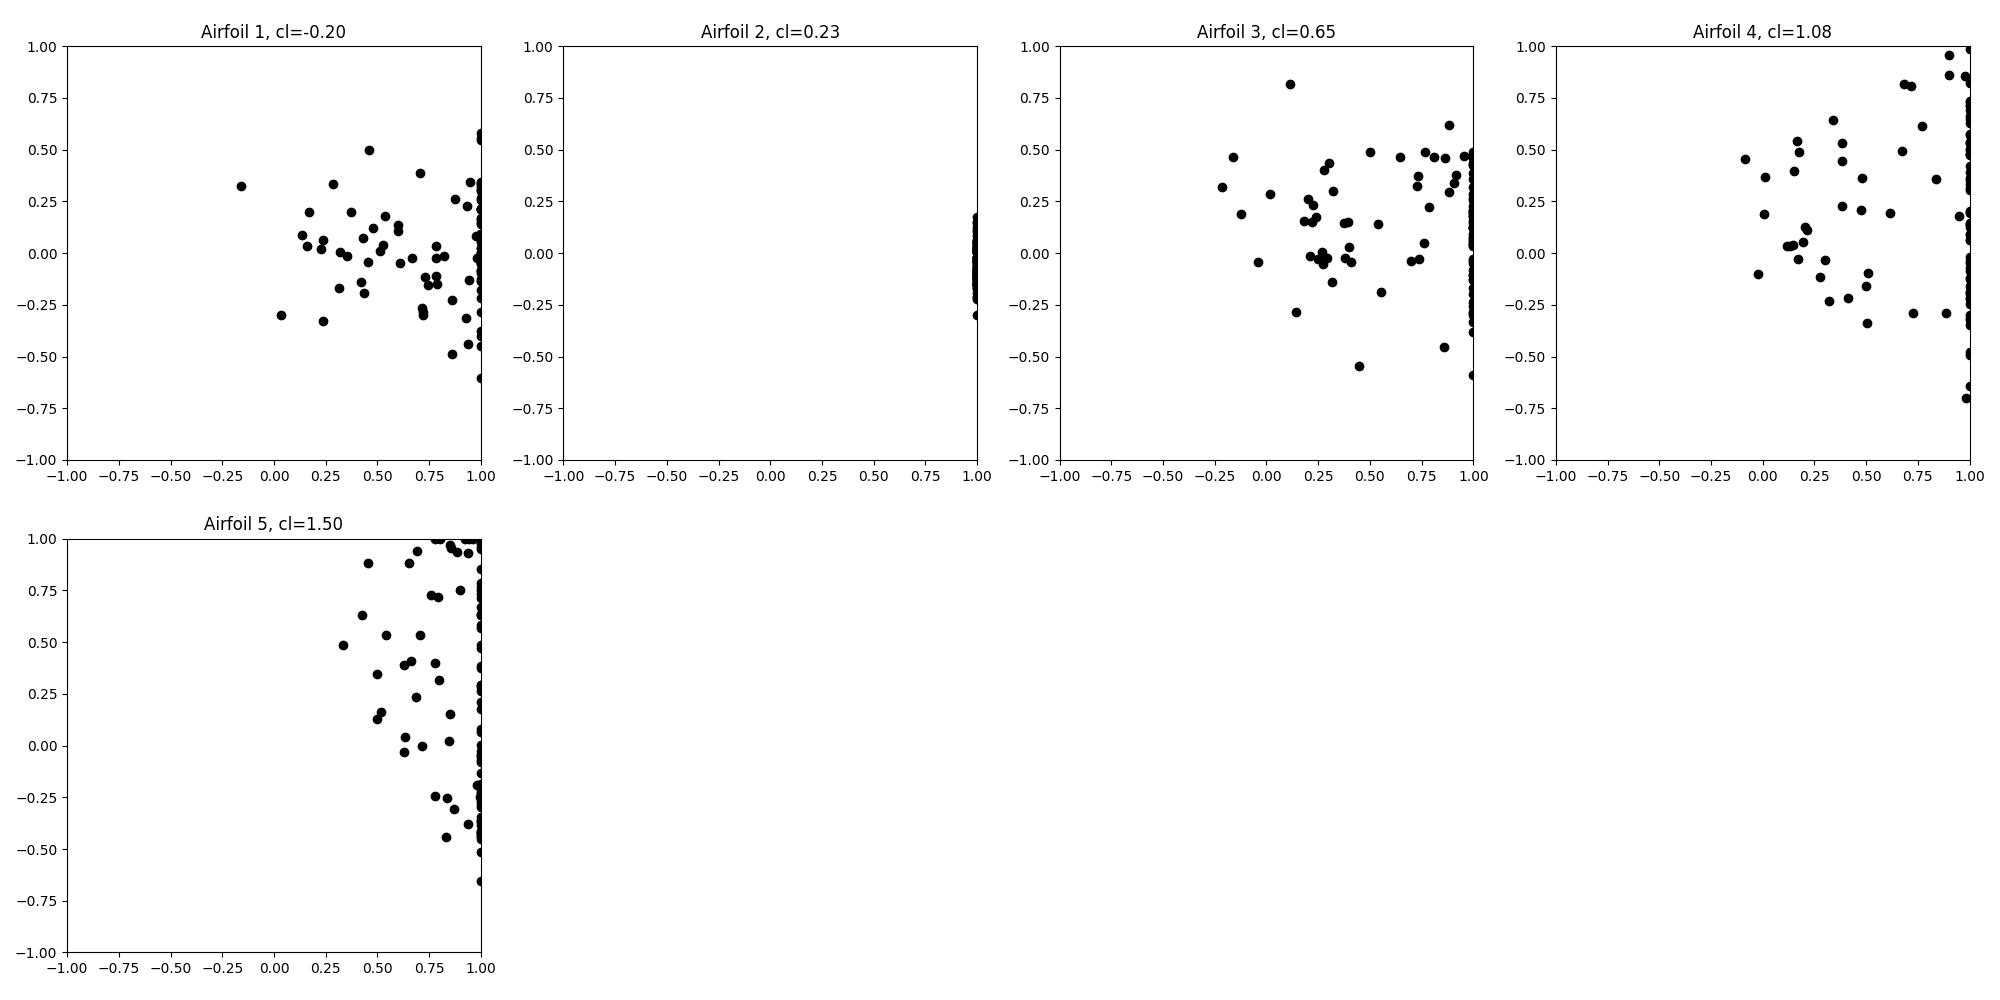 Airfoil 1, cl=-0.20
Airfoil 2, cl=0.23
Airfoil 3, cl=0.65
Airfoil 4, cl=1.08
1.00 1.00 1.00 1.00
0.75 0.75 0.75 0.75
0.50 0.50 0.50 0.50
0.25 0.25 0.25 0.25
0.00 0.00 0.00 0.00
−0.25 −0.25 −0.25 −0.25
−0.50 −0.50 −0.50 −0.50
−0.75 −0.75 −0.75 −0.75
−1.00 −1.00 −1.00 −1.00
−1.00 −0.75 −0.50 −0.25 0.00 0.25 0.50 0.75 1.00
−1.00 −0.75 −0.50 −0.25 0.00 0.25 0.50 0.75 1.00
−1.00 −0.75 −0.50 −0.25 0.00 0.25 0.50 0.75 1.00
−1.00 −0.75 −0.50 −0.25 0.00 0.25 0.50 0.75 1.00
Airfoil 5, cl=1.50
1.00
0.75
0.50
0.25
0.00
−0.25
−0.50
−0.75
−1.00
−1.00 −0.75 −0.50 −0.25 0.00 0.25 0.50 0.75 1.00